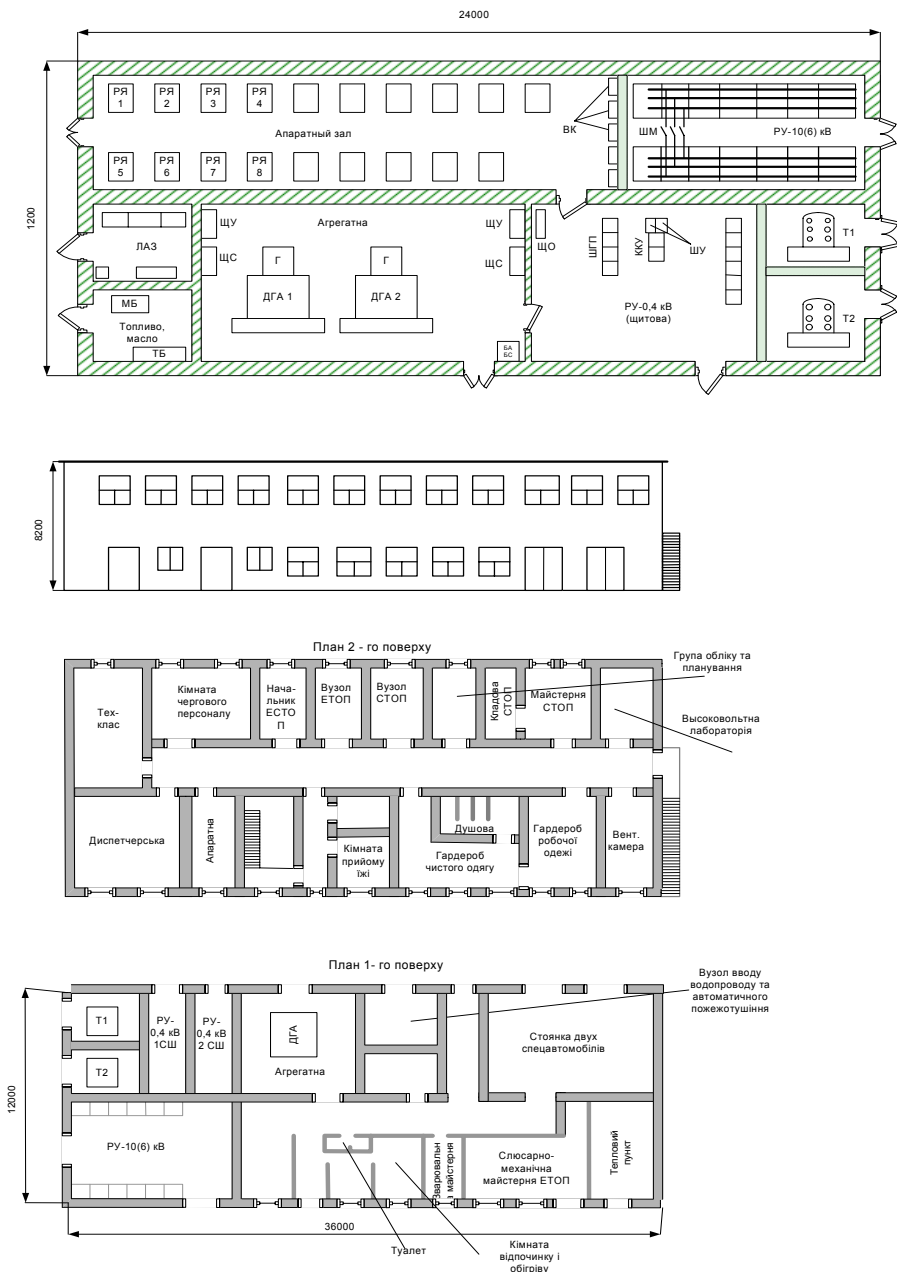 24000
1200
РЯ
1
РЯ
2
РЯ
3
РЯ
4
Апаратный зал
ВК
ШМ
РУ-10(6) кВ
РЯ
5
РЯ
6
РЯ
7
РЯ
8
ЩУ
Агрегатна
ЩУ
ЩО
ШГП
ККУ
ШУ
Т1
ЛАЗ
ЩС
Г
Г
ЩС
ДГА 1
ДГА 2
МБ
РУ-0,4 кВ
(щитова)
Т2
Топливо,
масло
ТБ
БА
БС
8200
План 2 - го поверху
Група обліку та
планування
Тех-
клас
Кімната
чергового
персоналу
Нача-
льник
ЕСТО
П
Вузол
ЕТОП
Вузол
СТОП
Кладова
СТОП
Майстерня
СТОП
Високовольтна
лабораторія
Диспетчерська
Апаратна
Кімната
прийому
їжі
Душова
Гардероб
чистого одягу
Гардероб
робочої
одежі
Вент.
камера
План 1- го поверху
Вузол вводу
водопроводу та
автоматичного
пожежотушіння
12000
Т1
Т2
РУ-
0,4 кВ
1СШ
РУ-
0,4 кВ
2 СШ
ДГА
Агрегатна
Стоянка двух
спецавтомобілів
РУ-10(6) кВ
Зварювальн
а майстерня
Слюсарно-
механічна
майстерня ЕТОП
Тепловий
пункт
36000
Туалет
Кімната
відпочинку і
обігріву